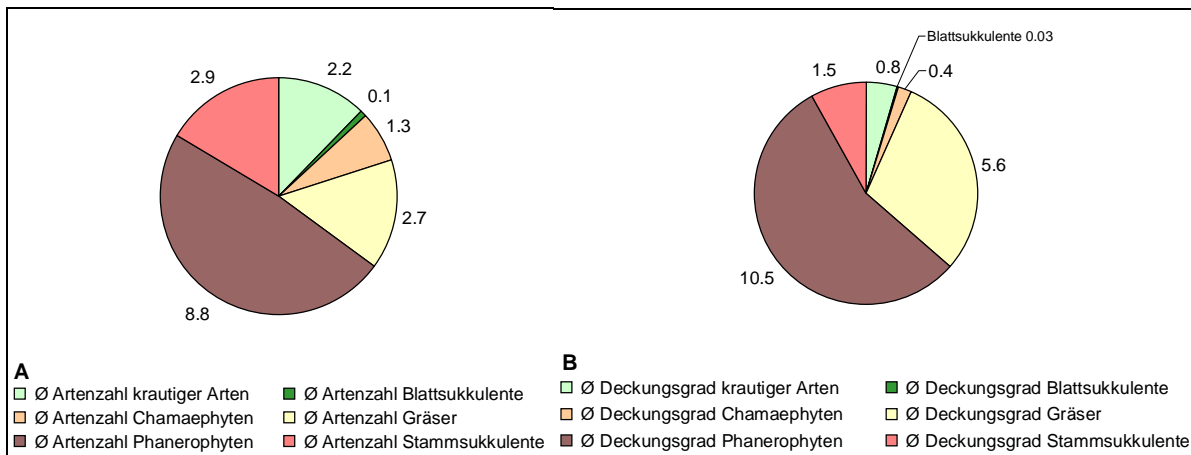 2.9
2.2
0.1
1.3
2.7
8.8
A
Ø Artenzahl krautiger Arten
Ø Artenzahl Blattsukkulente
Ø Artenzahl Chamaephyten
Ø Artenzahl Gräser
Ø Artenzahl Phanerophyten
Ø Artenzahl Stammsukkulente
Blattsukkulente 0.03
1.5
0.8
0.4
5.6
10.5
B
Ø Deckungsgrad krautiger Arten
Ø Deckungsgrad Blattsukkulente
Ø Deckungsgrad Chamaephyten
Ø Deckungsgrad Gräser
Ø Deckungsgrad Phanerophyten
Ø Deckungsgrad Stammsukkulente